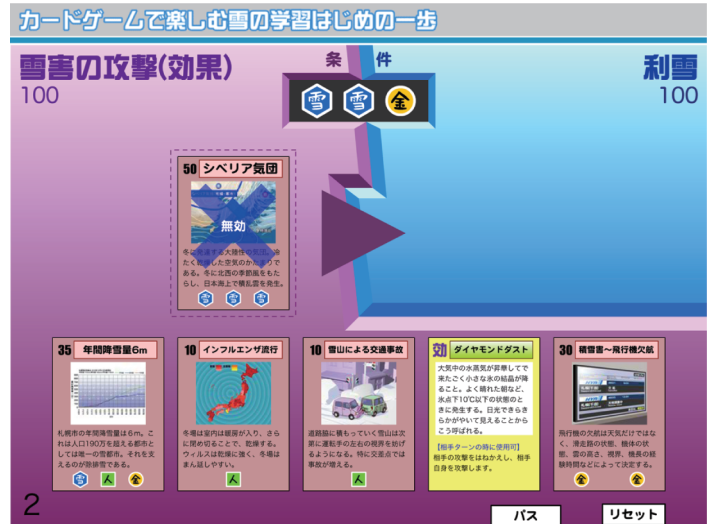 カードゲームで楽しむ雪の学習はじめの一歩
雪害の攻撃(効果)
100
条件
利雪
100
雪 雪 金
50 シベリア気団
無効
冬に発達する大陸性の気団。冷
たく乾燥した空気のかたまりで
ある。冬に北西の季節風をもた
らし、日本海上で積乱雲を発生。
雪 雪 雪
35 年間降雪量6m
札幌市の年間降雪量は6m。こ
れは人口190万を超える都市と
しては唯一の雪都市。それを支
えるのが除排雪である。
雪 人 金
10 インフルエンザ流行
冬場は室内は暖房が入り、さら
に閉め切ることで、乾燥する。
ウィルスは乾燥に強く、冬場は
まん延しやすい。
人
10 雪山による交通事故
道路脇に積もっていく雪山は次
第に運転手の左右の視界を妨げ
るようになる。特に交差点では
事故が増える。
人
効 ダイヤモンドダスト
大気中の水蒸気が昇華してで
来たごく小さな氷の結晶が降
ること。よく晴れた朝など、
氷点下10℃以下の状態のと
きに発生する。日光できらき
らかがやいて見えることから
こう呼ばれる。
【相手ターンの時に使用可】
相手の攻撃をはねかえし、相手
自身を攻撃します。
30 積雪害〜飛行機欠航
飛行機の欠航は天気だけではな
く、滑走路の状態、機体の状
態、雲の高さ、視界、機長の経
験時間などによって決定する。
金 金
2
パス
リセット